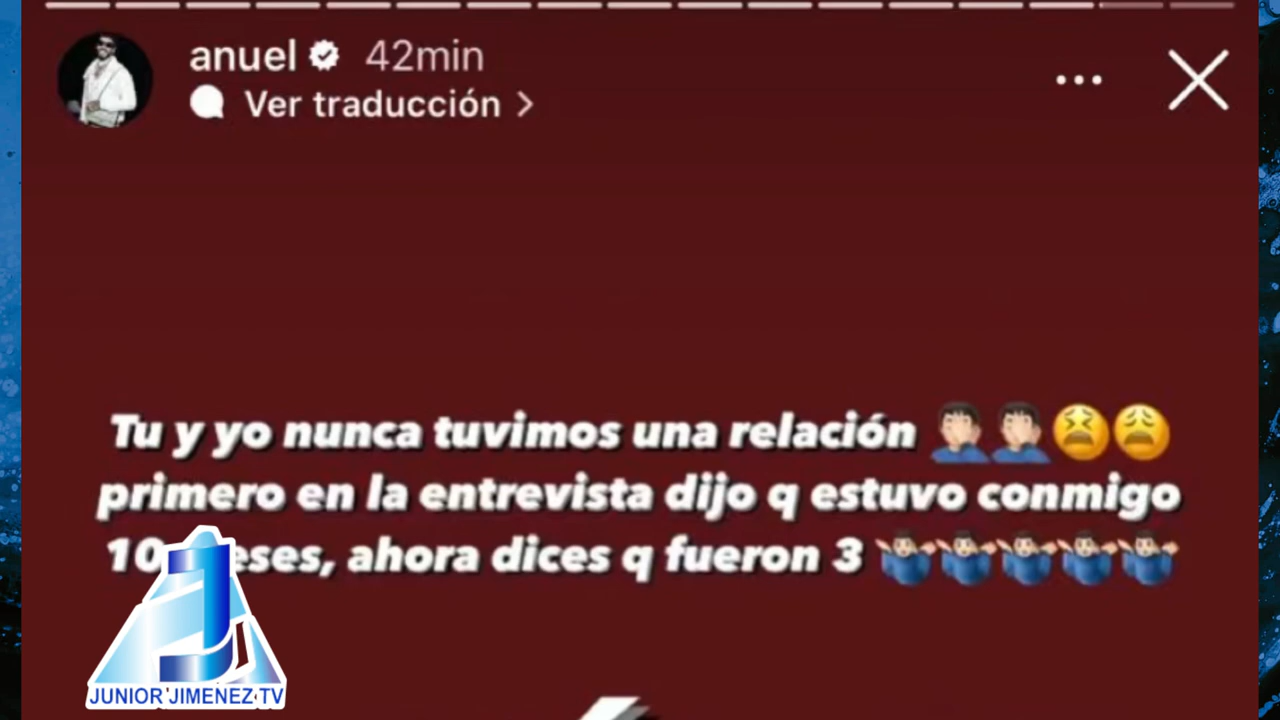 anuel 42min
Ver traducción
Tu y yo nunca tuvimos una relación 🤦🏻‍♂️🤦🏻‍♂️😫😩
primero en la entrevista dijo q estuvo conmigo
10 eses, ahora dices q fueron 3 🤷🏻‍♂️🤷🏻‍♂️🤷🏻‍♂️🤷🏻‍♂️🤷🏻‍♂️
JUNIOR JIMENEZ TV